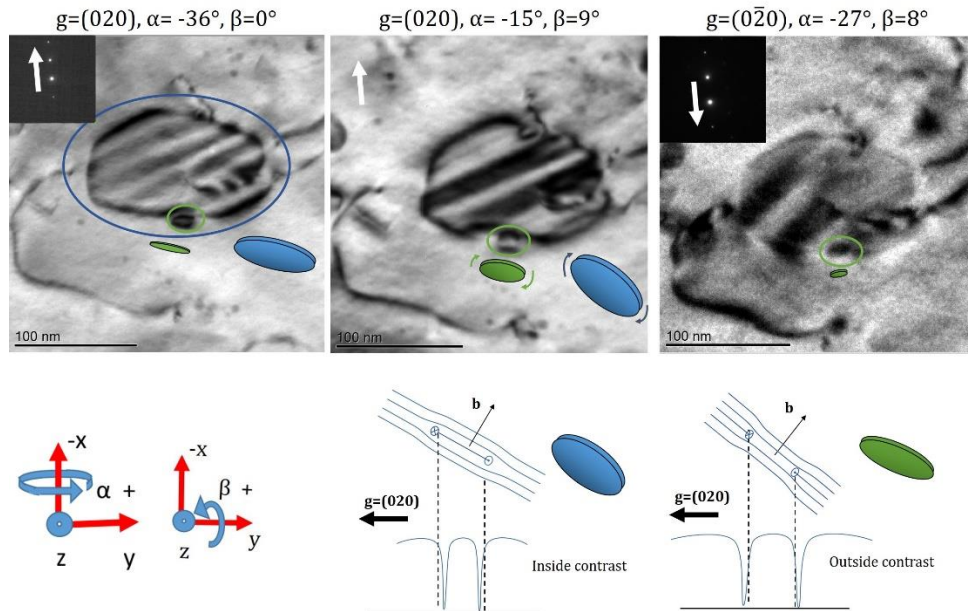 g=(020), α= -36°, β=0°
g=(020), α= -15°, β=9°
g=(02̄0), α= -27°, β=8°
100 nm
100 nm
100 nm
-x
α +
z
y
-x
β +
z
y
b
g=(020)
Inside contrast
b
g=(020)
Outside contrast